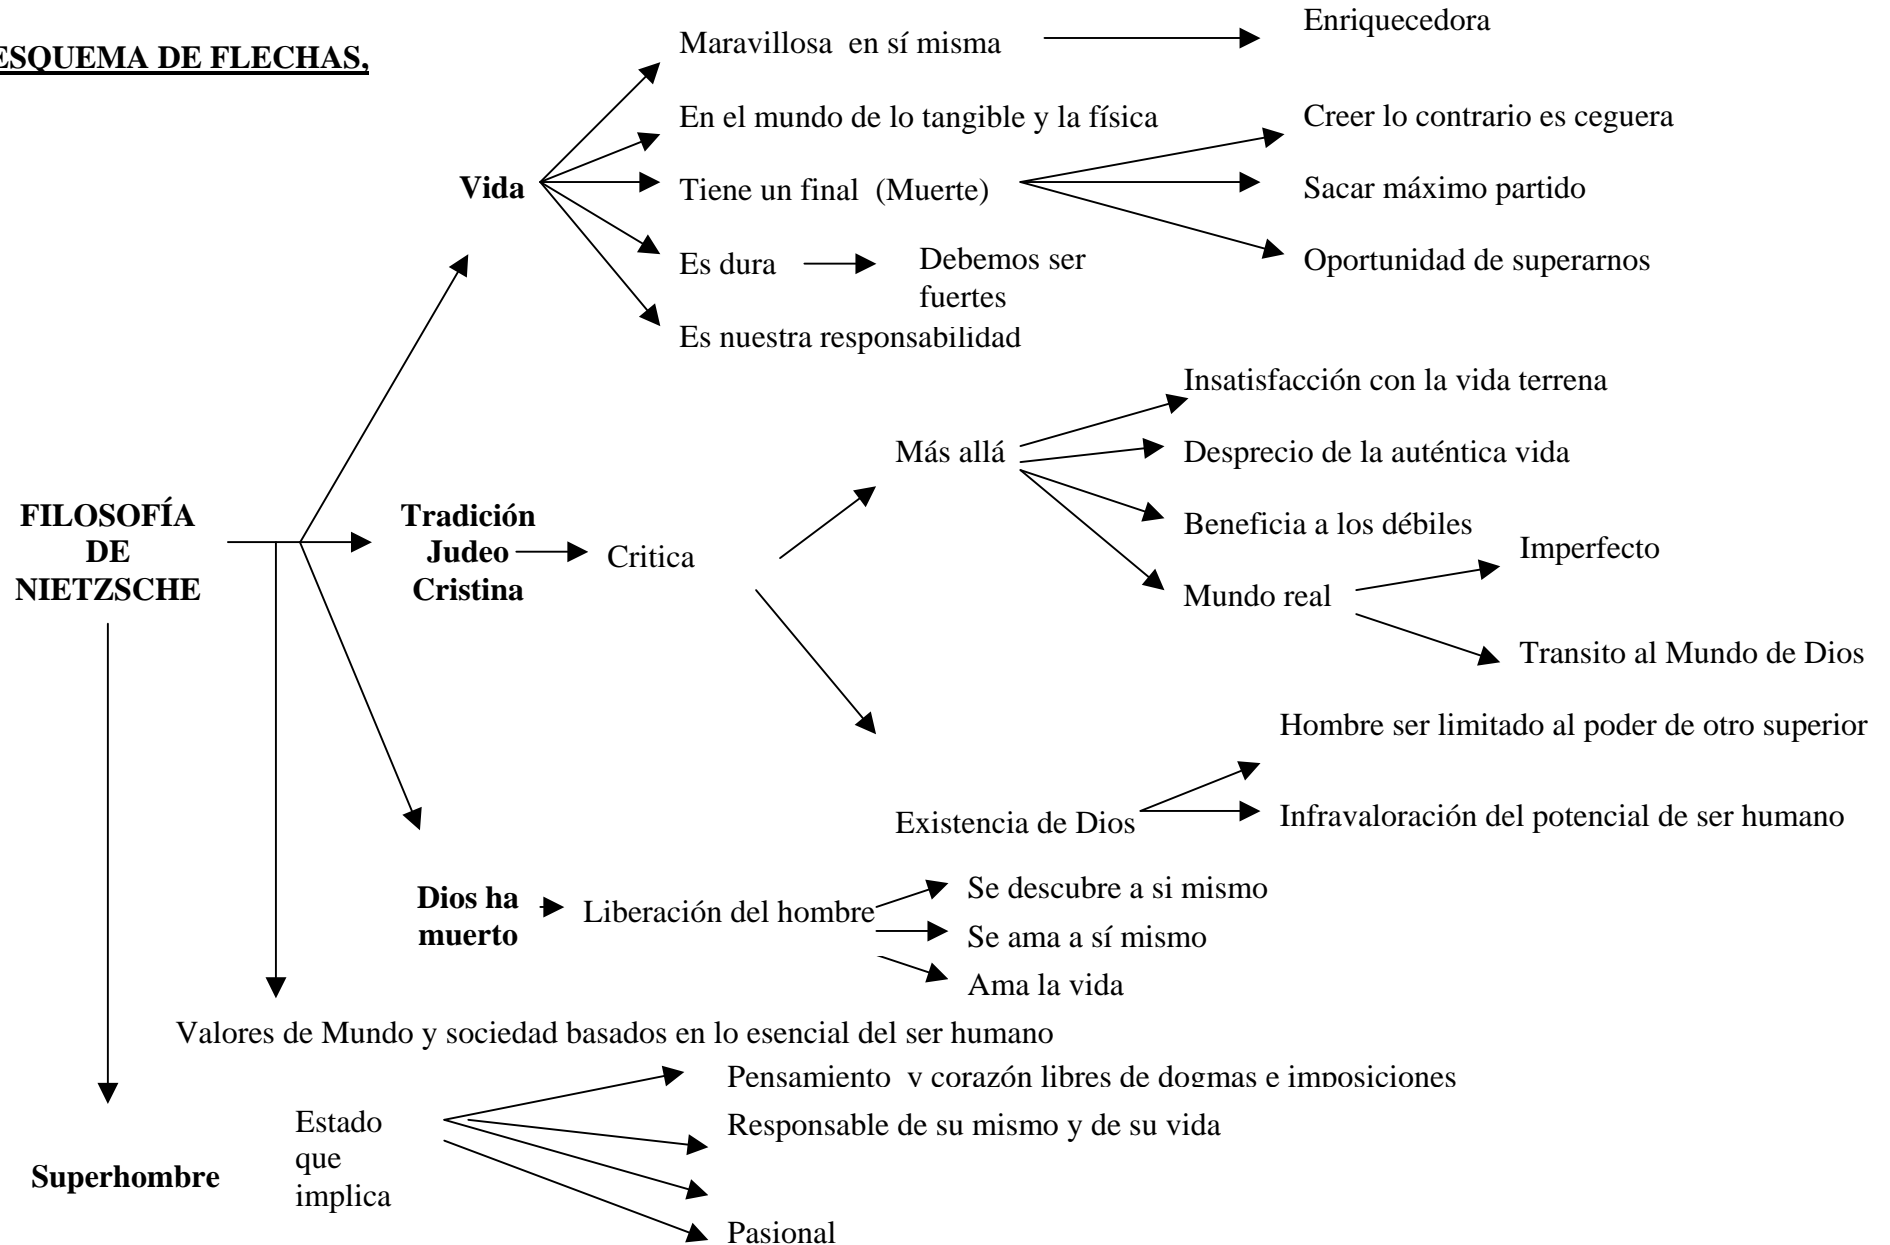 ESQUEMA DE FLECHAS,
Maravillosa en sí misma
Enriquecedora
En el mundo de lo tangible y la física
Creer lo contrario es ceguera
Vida
Tiene un final (Muerte)
Sacar máximo partido
Es dura
Debemos ser
fuertes
Oportunidad de superarnos
Es nuestra responsabilidad
Insatisfacción con la vida terrena
Más allá
Desprecio de la auténtica vida
Beneficia a los débiles
FILOSOFÍA
DE
NIETZSCHE
Tradición
Judeo
Cristina
Critica
Imperfecto
Mundo real
Transito al Mundo de Dios
Hombre ser limitado al poder de otro superior
Existencia de Dios
Infravaloración del potencial de ser humano
Dios ha
muerto
Liberación del hombre
Se descubre a si mismo
Se ama a sí mismo
Ama la vida
Valores de Mundo y sociedad basados en lo esencial del ser humano
Superhombre
Estado
que
implica
Pensamiento y corazón libres de dogmas e imposiciones
Responsable de su mismo y de su vida
Pasional